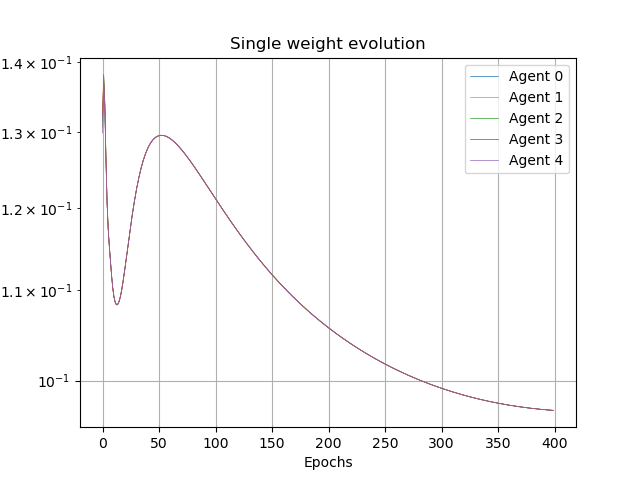 Single weight evolution
1.4 × 10⁻¹
1.3 × 10⁻¹
1.2 × 10⁻¹
1.1 × 10⁻¹
10⁻¹
Agent 0
Agent 1
Agent 2
Agent 3
Agent 4
0 50 100 150 200 250 300 350 400
Epochs